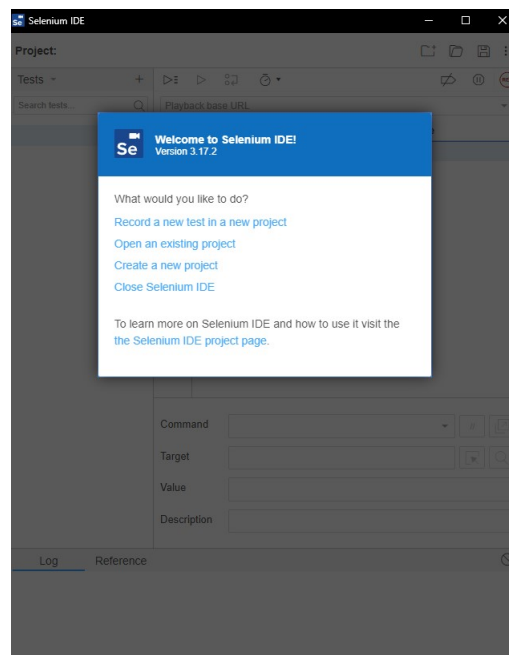 Se Selenium IDE
Project:
Tests
Search tests...
Playback base URL
Se
Welcome to Selenium IDE!
Version 3.17.2
What would you like to do?
Record a new test in a new project
Open an existing project
Create a new project
Close Selenium IDE
To learn more on Selenium IDE and how to use it visit the
the Selenium IDE project page.
Command
Target
Value
Description
Log Reference